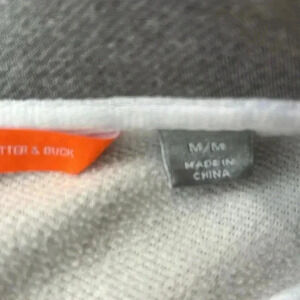 TTER & BUCK
M/M
MADE IN
CHINA